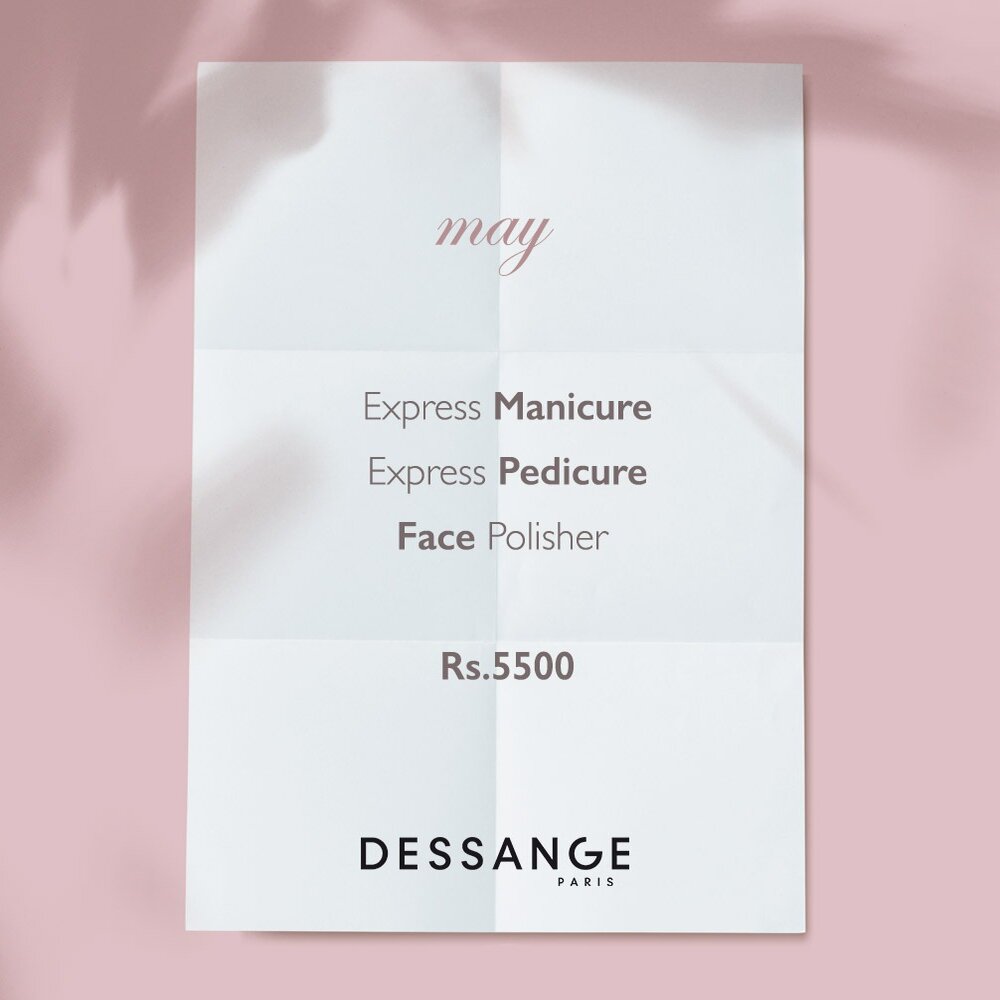 may
Express Manicure
Express Pedicure
Face Polisher
Rs.5500
DESSANGE
PARIS